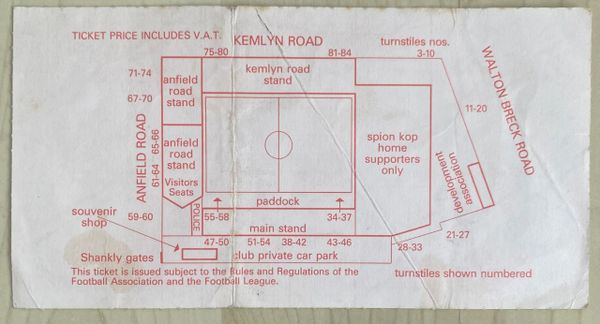 TICKET PRICE INCLUDES V.A.T.
KEMLYN ROAD
turnstiles nos.
75-80
81-84
3-10
WALTON BRECK ROAD
71-74
anfield
road
stand
kemlyn road
stand
67-70
11-20
ANFIELD ROAD
65-66
61-64
anfield
road
stand
Visitors
Seats
spion kop
home
supporters
only
development
association
paddock
POLICE
55-58
34-37
59-60
souvenir
shop
main stand
21-27
47-50
51-54
38-42
43-46
28-33
Shankly gates
club private car park
This ticket is issued subject to the Rules and Regulations of the
Football Association and the Football League.
turnstiles shown numbered